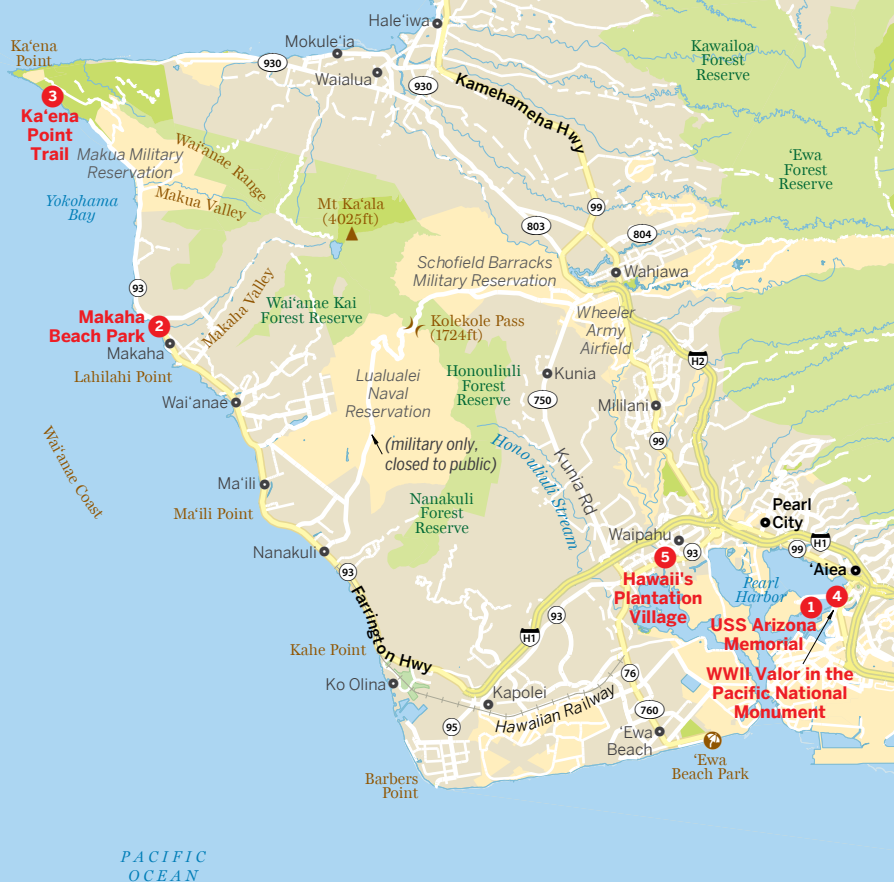 Hale‘iwa
Ka‘ena
Point
Mokule‘ia
930
Waialua
930
Kamehameha Hwy
Kawailoa
Forest
Reserve
3
Ka‘ena
Point
Trail
Makua Military
Reservation
Wai‘anae Range
‘Ewa
Forest
Reserve
Yokohama
Bay
Makua Valley
Mt Ka‘ala
(4025ft)
99
803
804
Schofield Barracks
Military Reservation
Wahiawa
93
Makaha Valley
Wai‘anae Kai
Forest Reserve
Makaha
Beach Park
2
Makaha
Kolekole Pass
(1724ft)
Wheeler
Army
Airfield
H2
Lahilahi Point
Lualualei
Naval
Reservation
Honouliuli
Forest
Reserve
Kunia
750
Wai‘anae
Mililani
99
Wai‘anae Coast
(military only,
closed to public)
Honouliuli Stream
Kunia Rd
Ma‘ili
Ma‘ili Point
Nanakuli
Forest
Reserve
Pearl
City
Nanakuli
Waipahu
93
99
H1
5
Hawaii's
Plantation
Village
‘Aiea
93
Farrington Hwy
Pearl
Harbor
1
4
USS Arizona
Memorial
93
H1
Kahe Point
WWII Valor in the
Pacific National
Monument
76
Ko Olina
Kapolei
Hawaiian Railway
760
95
‘Ewa
Beach
‘Ewa
Beach Park
Barbers
Point
PACIFIC
OCEAN